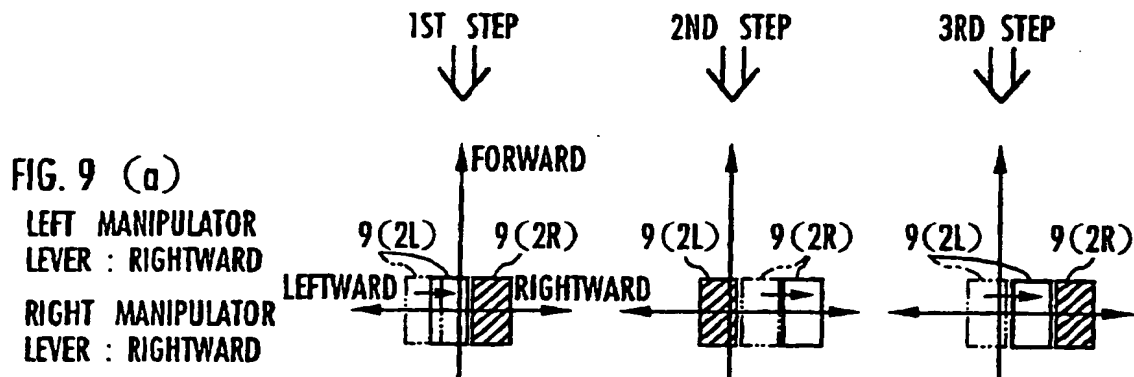 1ST STEP
2ND STEP
3RD STEP
FIG. 9 (a)
LEFT MANIPULATOR
LEVER : RIGHTWARD
RIGHT MANIPULATOR
LEVER : RIGHTWARD
FORWARD
9(2L)
9(2R)
LEFTWARD
RIGHTWARD
9(2L)
9(2R)
9(2L)
9(2R)